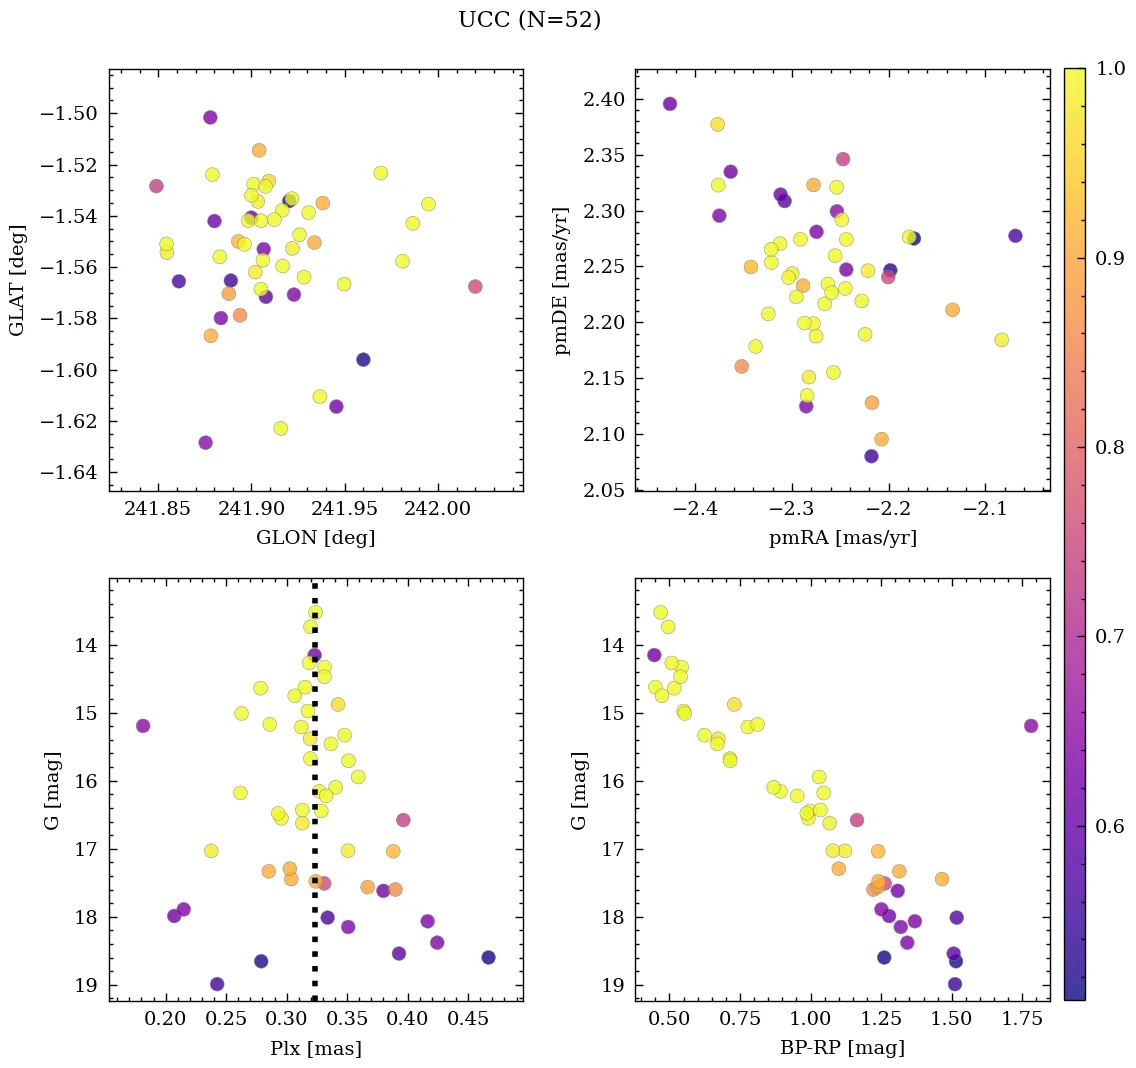 UCC (N=52)
−1.50
−1.52
−1.54
−1.56
−1.58
−1.60
−1.62
−1.64
GLAT [deg]
241.85 241.90 241.95 242.00
GLON [deg]
2.40
2.35
2.30
2.25
2.20
2.15
2.10
2.05
pmDE [mas/yr]
−2.4 −2.3 −2.2 −2.1
pmRA [mas/yr]
1.0
0.9
0.8
0.7
0.6
14
15
16
17
18
19
G [mag]
0.20 0.25 0.30 0.35 0.40 0.45
Plx [mas]
14
15
16
17
18
19
G [mag]
0.50 0.75 1.00 1.25 1.50 1.75
BP-RP [mag]